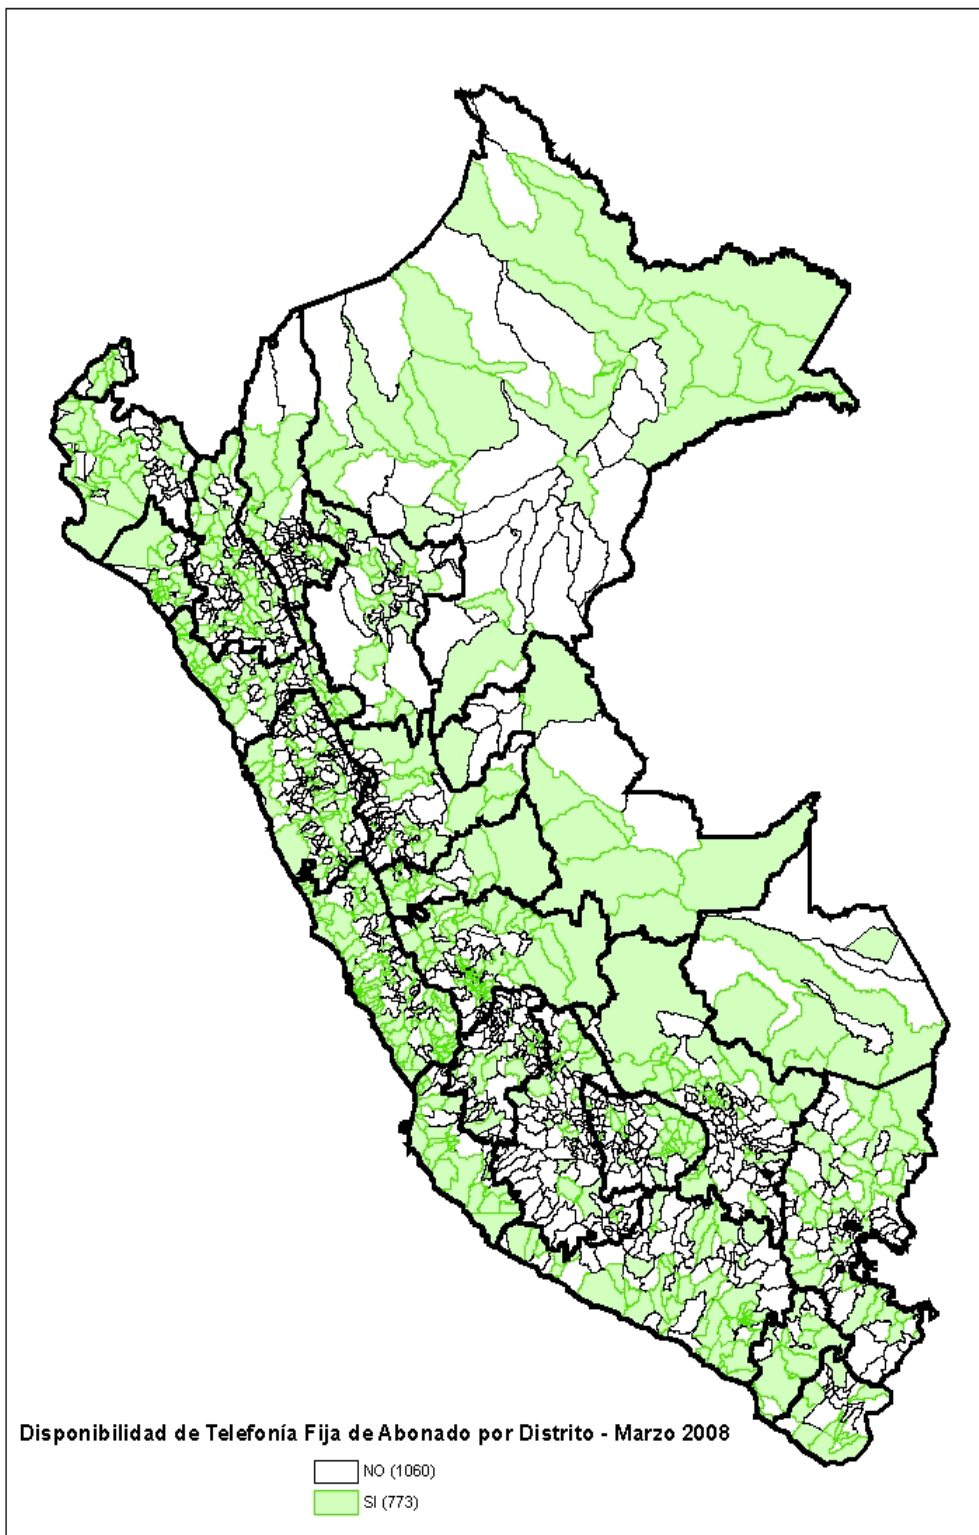 Disponibilidad de Telefonía Fija de Abonado por Distrito - Marzo 2008
NO (1060)
SI (773)